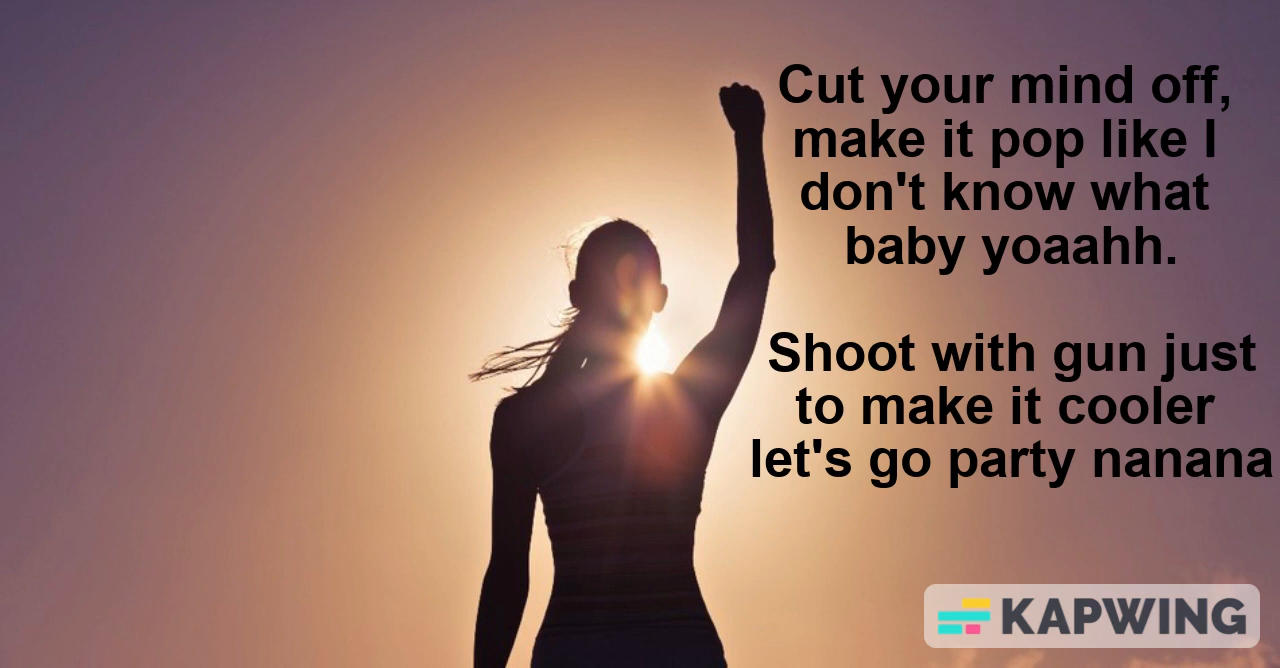 Cut your mind off,
make it pop like I
don't know what
baby yoaahh.
Shoot with gun just
to make it cooler
let's go party nanana
KAPWING